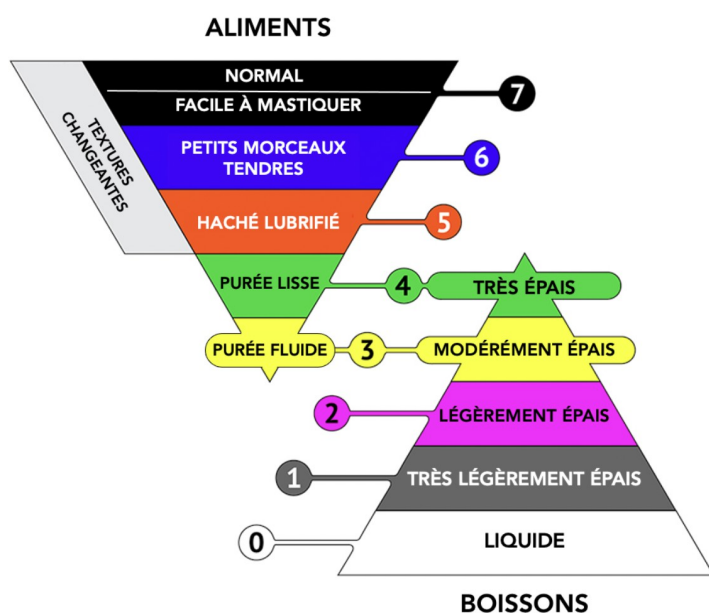 ALIMENTS
NORMAL
FACILE À MASTIQUER
7
TEXTURES
CHANGEANTES
PETITS MORCEAUX
TENDRES
6
HACHÉ LUBRIFIÉ
5
PURÉE LISSE
4
TRÈS ÉPAIS
PURÉE FLUIDE
3
MODÉRÉMENT ÉPAIS
2
LÉGÈREMENT ÉPAIS
1
TRÈS LÉGÈREMENT ÉPAIS
0
LIQUIDE
BOISSONS